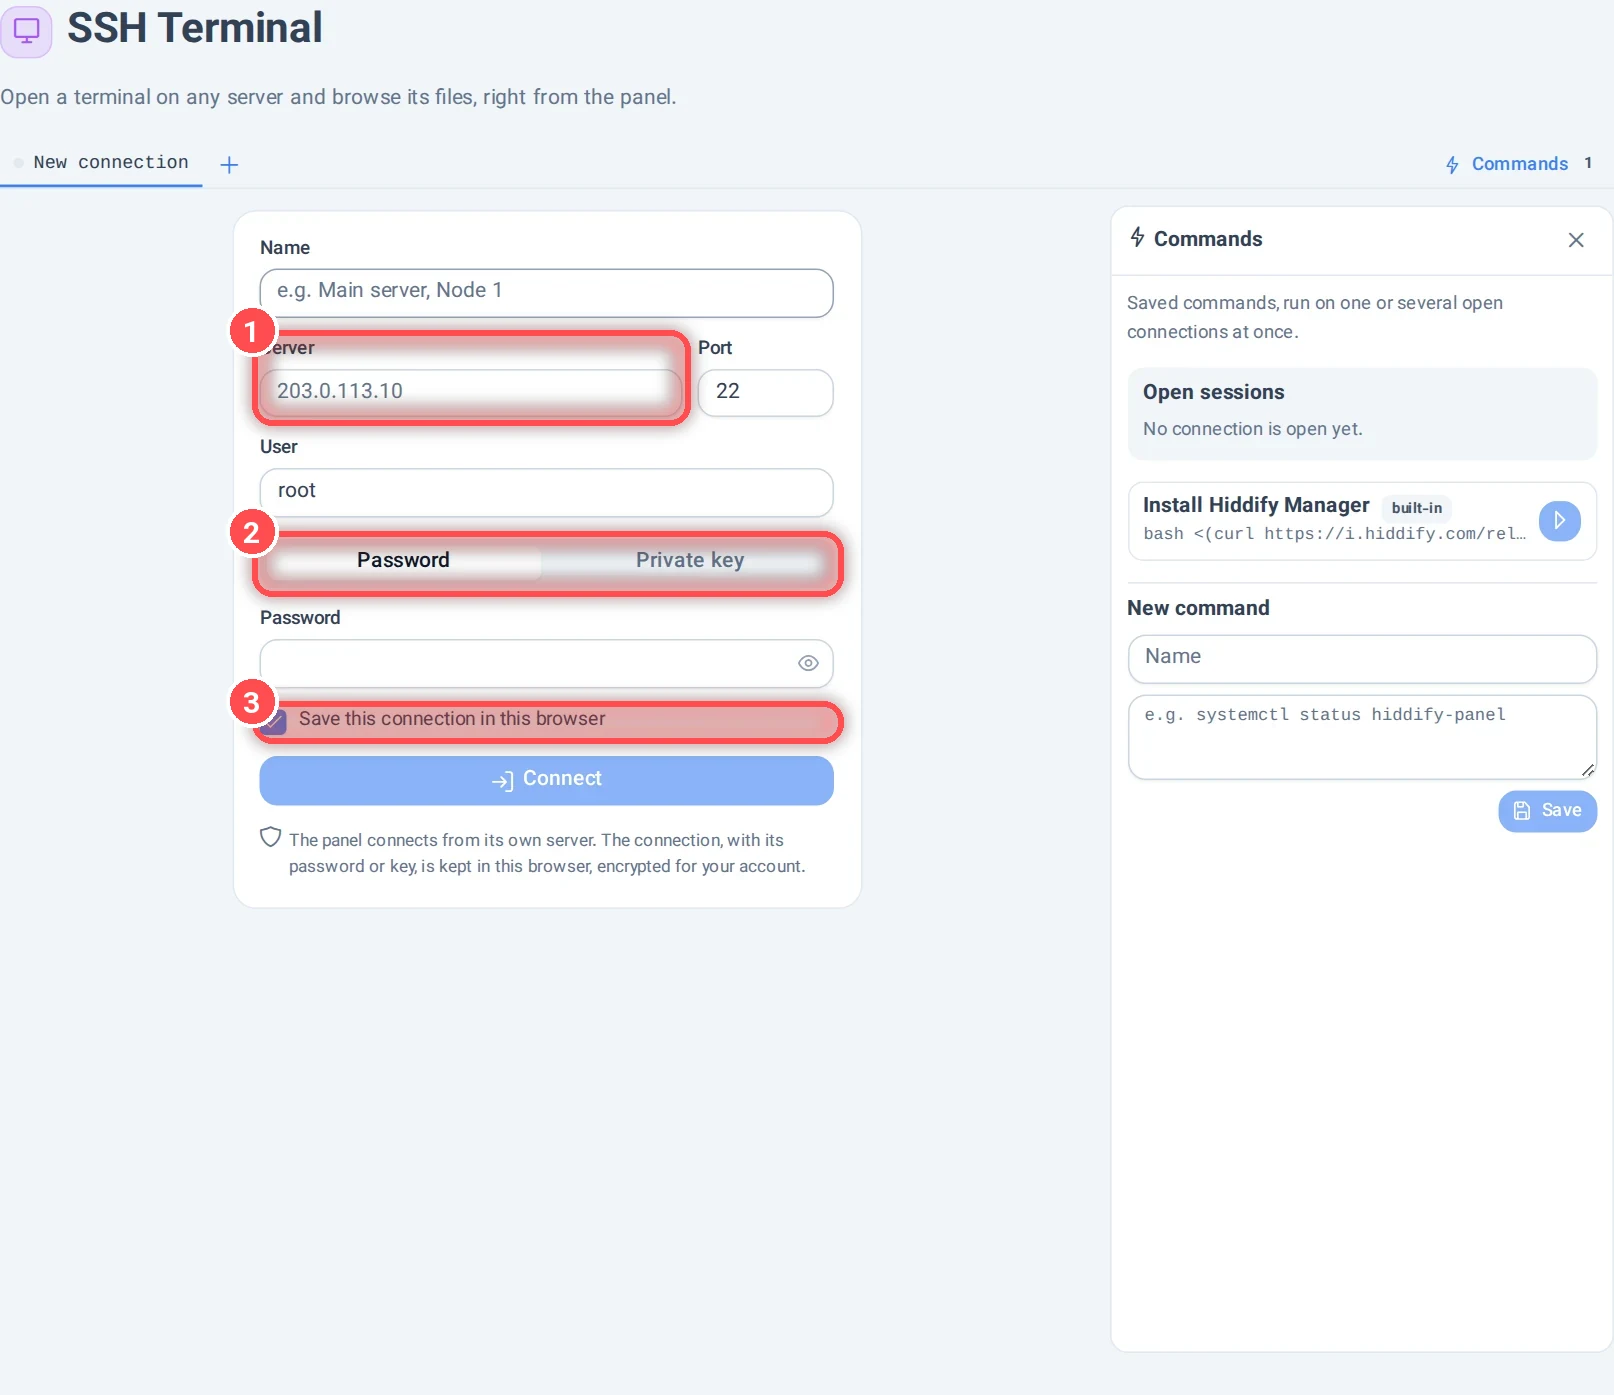 SSH Terminal
Open a terminal on any server and browse its files, right from the panel.
New connection
Commands 1
Name
e.g. Main server, Node 1
1
erver
Port
203.0.113.10
22
User
root
2
Password
Private key
Password
3
Save this connection in this browser
Connect
The panel connects from its own server. The connection, with its
password or key, is kept in this browser, encrypted for your account.
Commands
Saved commands, run on one or several open
connections at once.
Open sessions
No connection is open yet.
Install Hiddify Manager built-in
bash <(curl https://i.hiddify.com/rel…
New command
Name
e.g. systemctl status hiddify-panel
Save